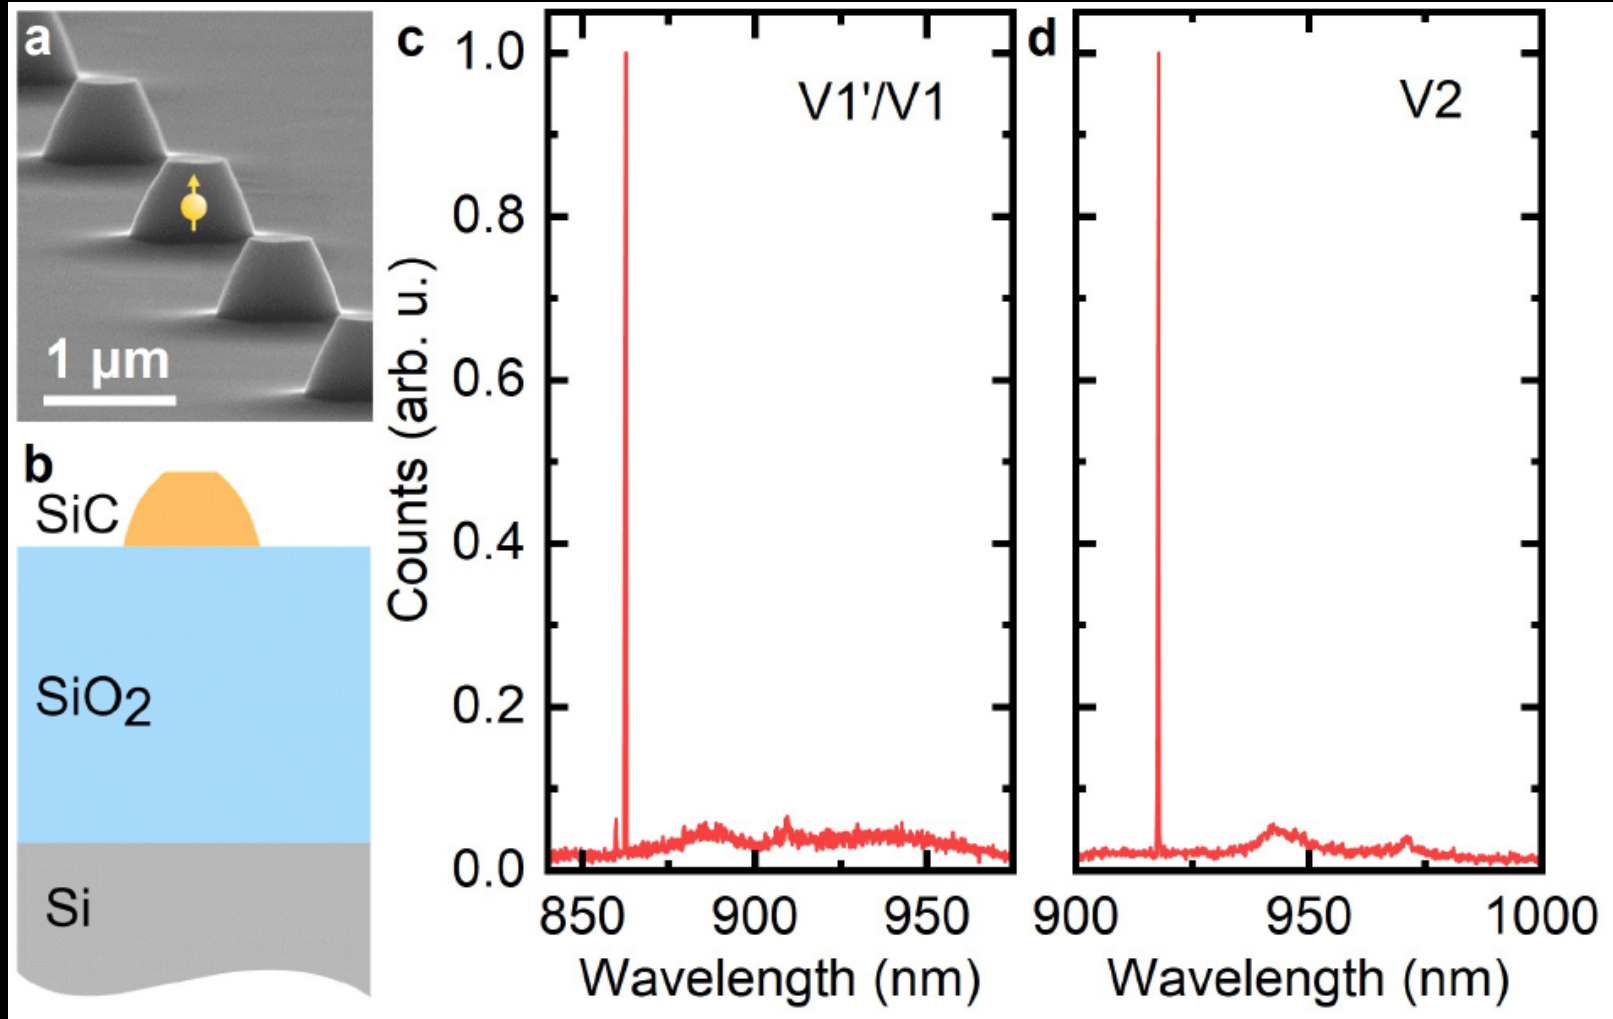 a
1 μm
b
SiC
SiO2
Si
c
V1'/V1
Counts (arb. u.)
1.0
0.8
0.6
0.4
0.2
0.0
850 900 950
Wavelength (nm)
d
V2
900 950 1000
Wavelength (nm)